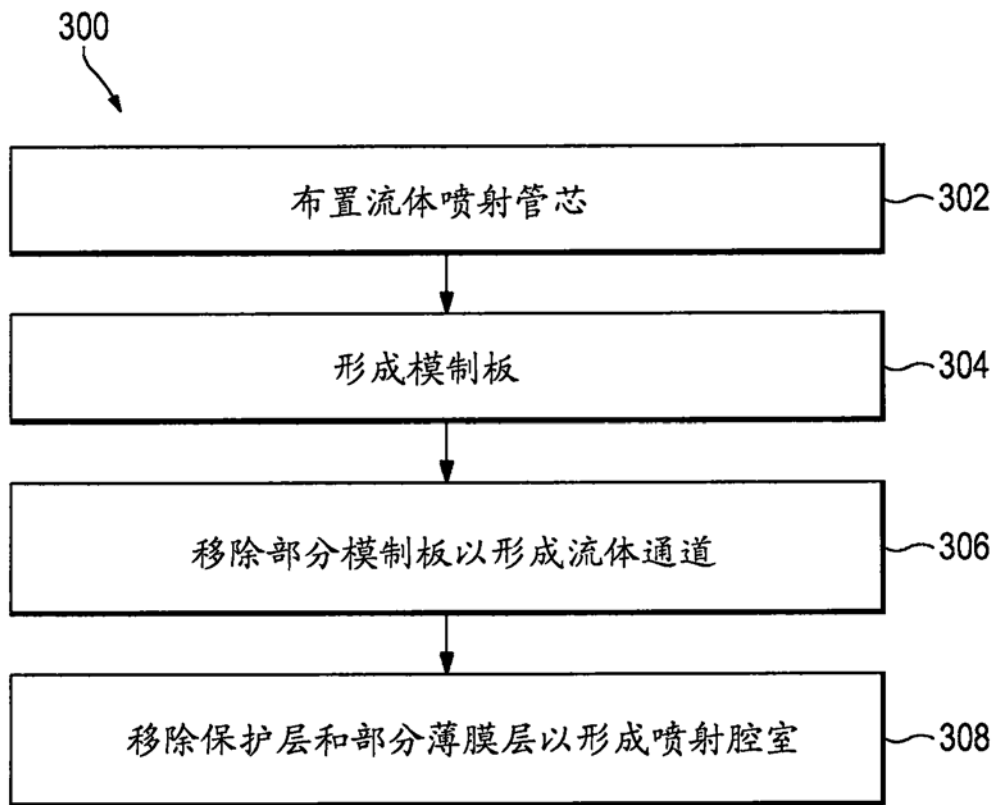 300
布置流体喷射管芯
302
形成模制板
304
移除部分模制板以形成流体通道
306
移除保护层和部分薄膜层以形成喷射腔室
308